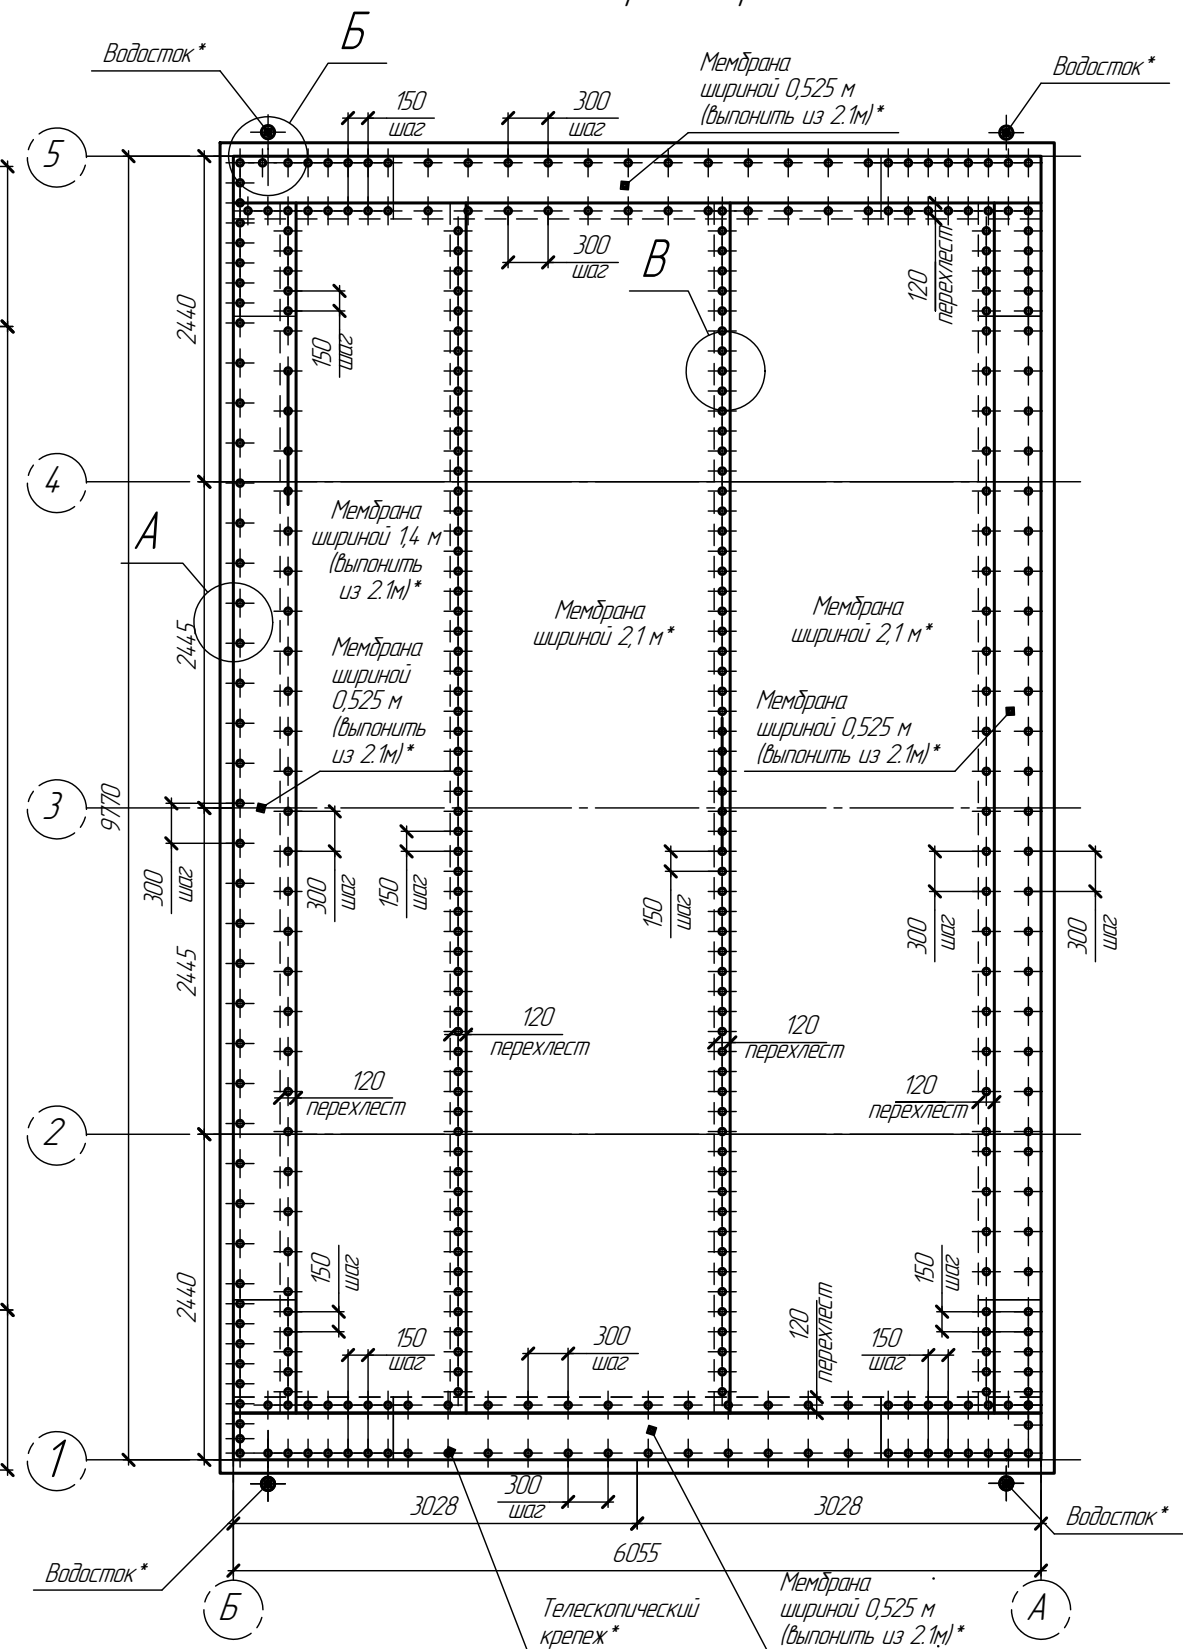 Водосток*
Б
Мембрана
шириной 0,525 м
(выпонить из 2.1м)*
Водосток*
150
шаг
300
шаг
5
300
шаг
В
120
перехлест
2440
150
шаг
4
А
Мембрана
шириной 1,4 м
(выпонить
из 2.1м)*
Мембрана
шириной 2,1 м*
Мембрана
шириной 2,1 м*
2445
Мембрана
шириной
0,525 м
(выпонить
из 2.1м)*
Мембрана
шириной 0,525 м
(выпонить из 2.1м)*
3
9770
300
шаг
300
шаг
150
шаг
150
шаг
300
шаг
300
шаг
2445
120
перехлест
120
перехлест
120
перехлест
120
перехлест
2
2440
150
шаг
150
шаг
120
перехлест
150
шаг
300
шаг
150
шаг
1
300
шаг
3028
3028
Водосток*
6055
Водосток*
Б
Телескопический
крепеж*
Мембрана
шириной 0,525 м
(выпонить из 2.1м)*
А